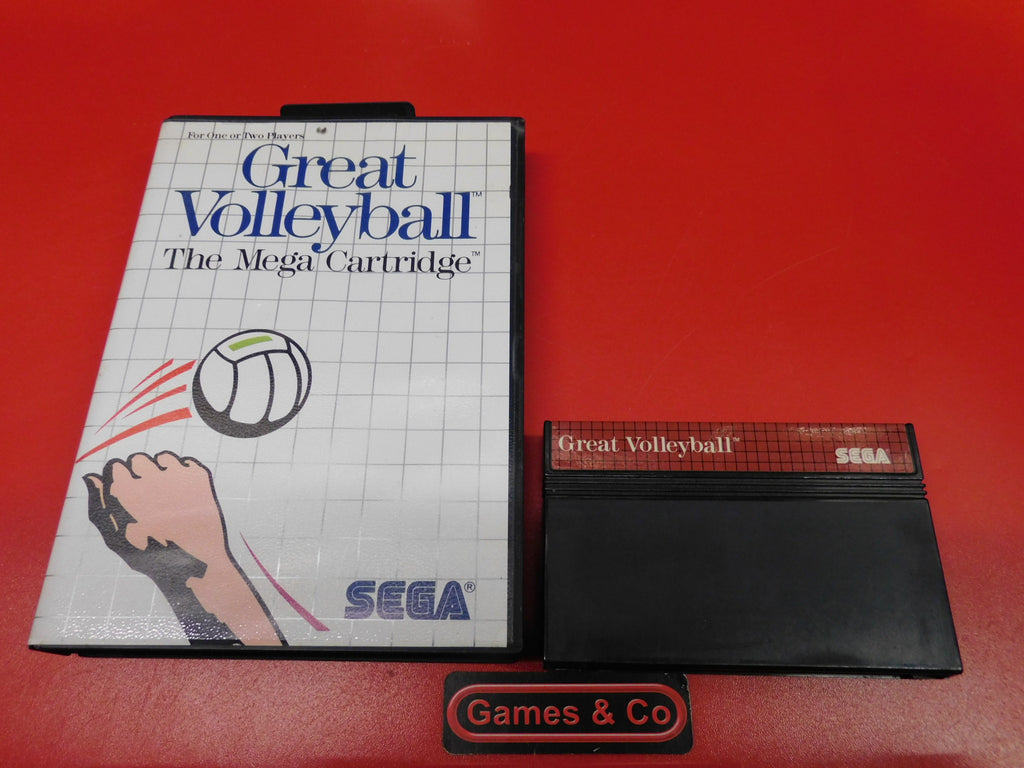 For One or Two Players
Great
Volleyball™
The Mega Cartridge™
SEGA®
Great Volleyball™
SEGA
Games & Co